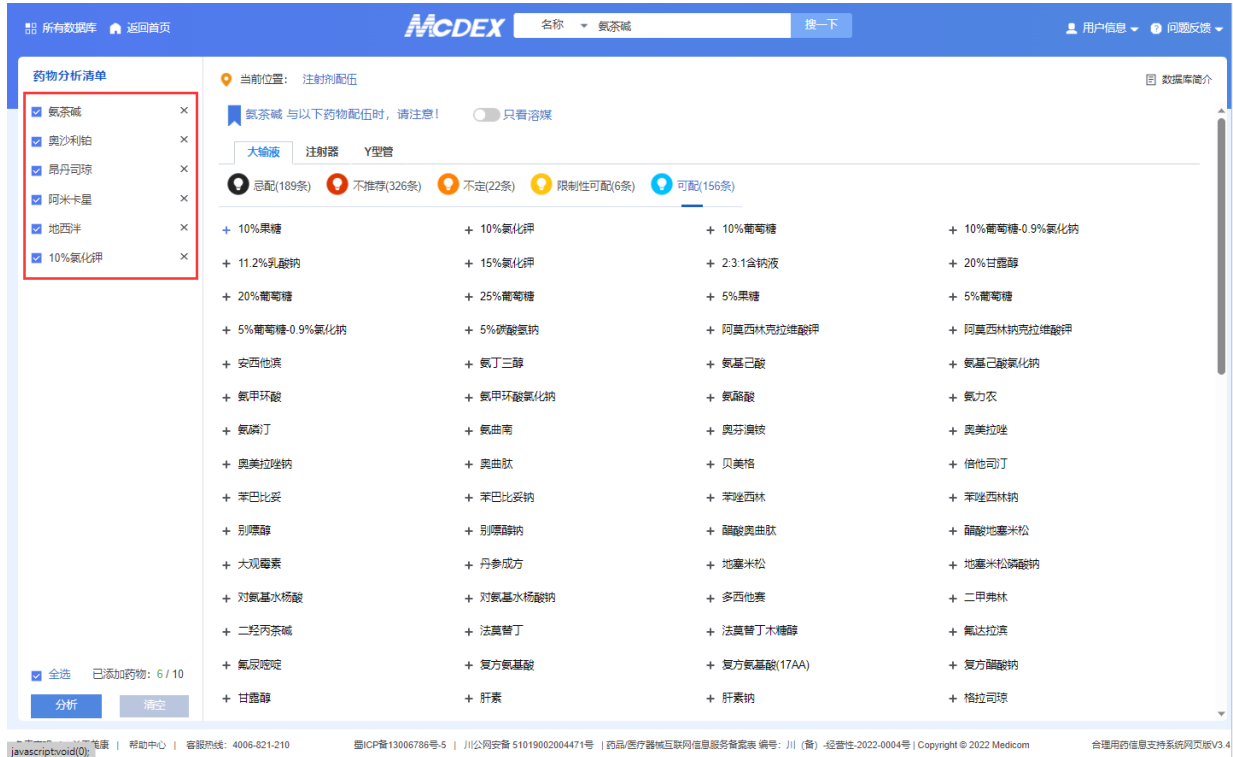 所有数据库 返回首页 MCDEX 名称 氨茶碱 搜一下 用户信息 问题反馈
药物分析清单
氨茶碱 ×
奥沙利铂 ×
昂丹司琼 ×
阿米卡星 ×
地西泮 ×
10%氯化钾 ×
全选 已添加药物: 6 / 10
分析 清空
当前位置: 注射剂配伍 数据库简介
氨茶碱 与以下药物配伍时，请注意！ 只看溶媒
大输液 注射器 Y型管
忌配(189条) 不推荐(326条) 不定(22条) 限制性可配(6条) 可配(156条)
+ 10%果糖 + 10%氯化钾 + 10%葡萄糖 + 10%葡萄糖-0.9%氯化钠
+ 11.2%乳酸钠 + 15%氯化钾 + 2:3:1含钠液 + 20%甘露醇
+ 20%葡萄糖 + 25%葡萄糖 + 5%果糖 + 5%葡萄糖
+ 5%葡萄糖-0.9%氯化钠 + 5%碳酸氢钠 + 阿莫西林克拉维酸钾 + 阿莫西林钠克拉维酸钾
+ 安西他滨 + 氨丁三醇 + 氨基己酸 + 氨基己酸氯化钠
+ 氨甲环酸 + 氨甲环酸氯化钠 + 氨酪酸 + 氨力农
+ 氨磷汀 + 氨曲南 + 奥芬溴铵 + 奥美拉唑
+ 奥美拉唑钠 + 奥曲肽 + 贝美格 + 倍他司汀
+ 苯巴比妥 + 苯巴比妥钠 + 苯唑西林 + 苯唑西林钠
+ 别嘌醇 + 别嘌醇钠 + 醋酸奥曲肽 + 醋酸地塞米松
+ 大观霉素 + 丹参成方 + 地塞米松 + 地塞米松磷酸钠
+ 对氨基水杨酸 + 对氨基水杨酸钠 + 多西他赛 + 二甲弗林
+ 二羟丙茶碱 + 法莫替丁 + 法莫替丁木糖醇 + 氟达拉滨
+ 氟尿嘧啶 + 复方氨基酸 + 复方氨基酸(17AA) + 复方醋酸钠
+ 甘露醇 + 肝素 + 肝素钠 + 格拉司琼
javascript:void(0); 康 | 帮助中心 | 客服热线: 4006-821-210 蜀ICP备13006786号-5 | 川公网安备 51019002004471号 | 药品/医疗器械互联网信息服务备案表 编号: 川 (备) -经营性-2022-0004号 | Copyright © 2022 Medicom 合理用药信息支持系统网页版V3.4